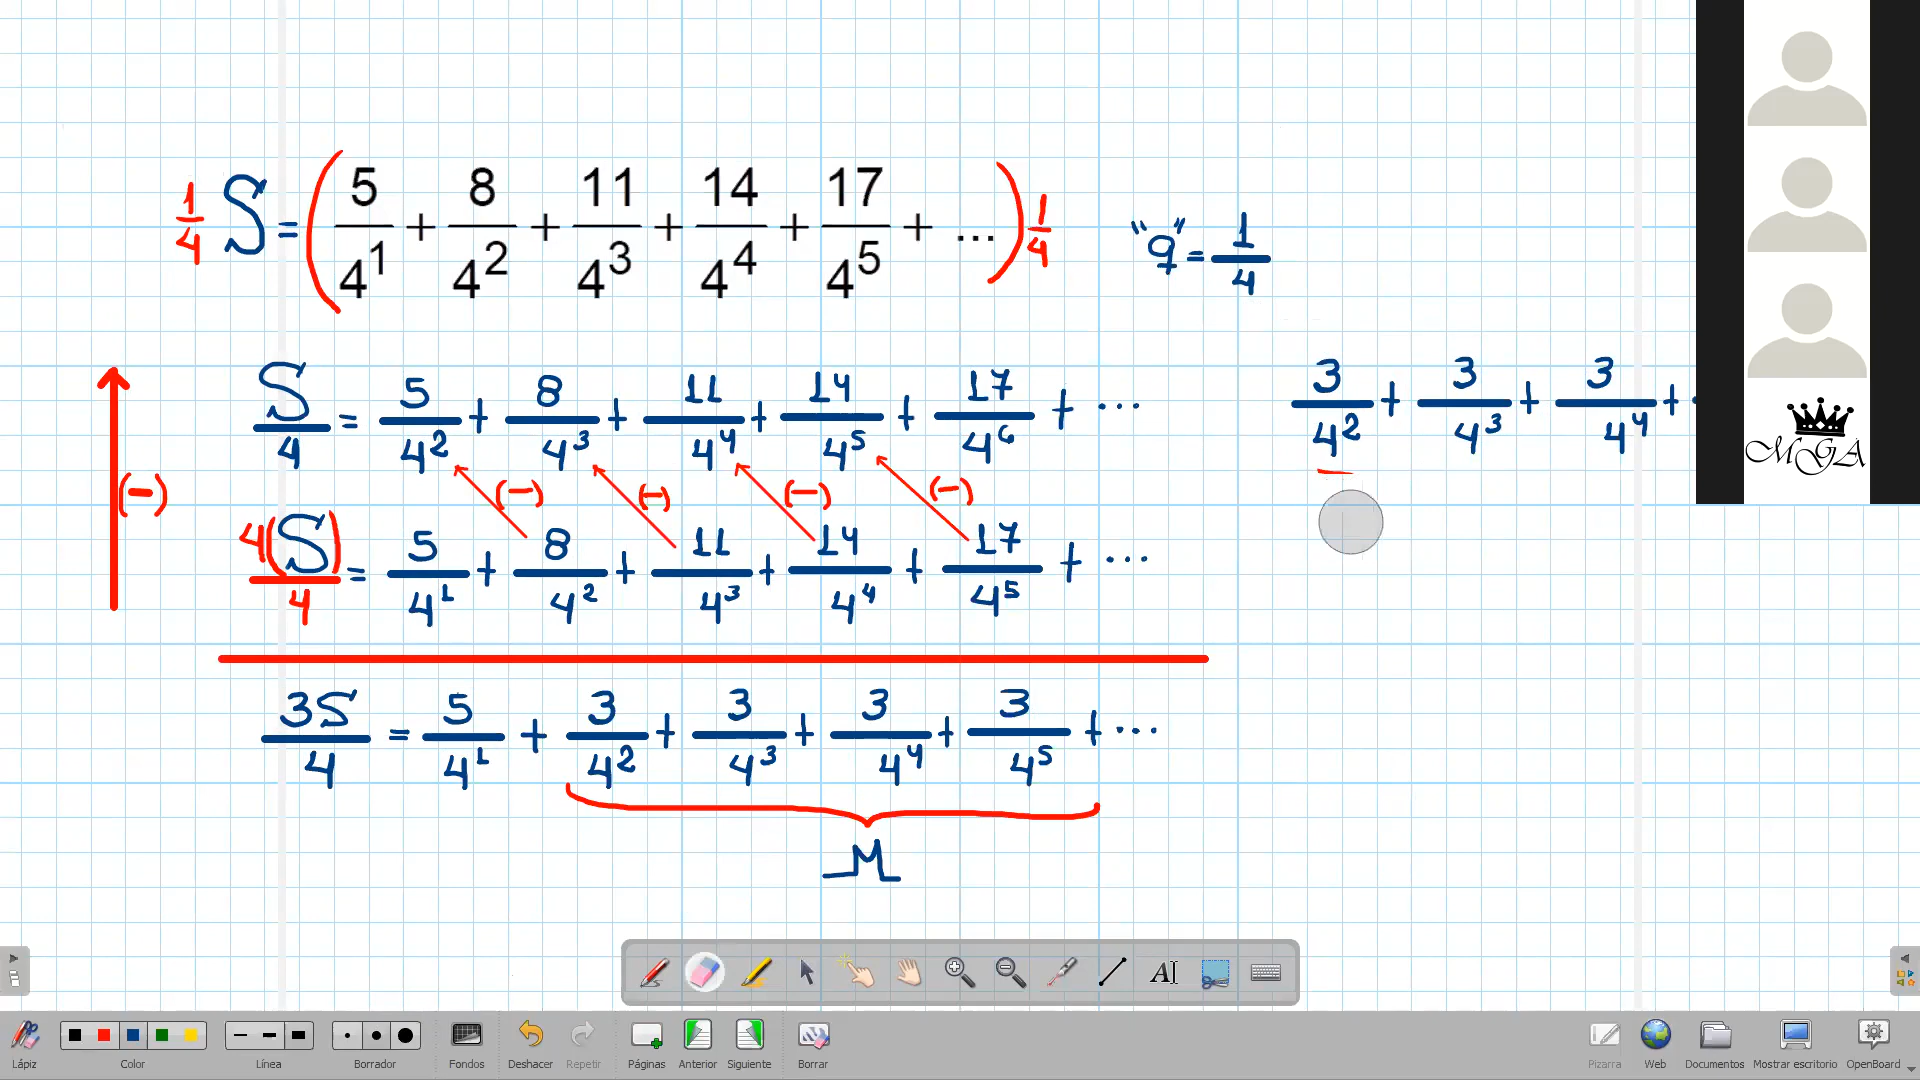 1/4 S = ( 5/4^1 + 8/4^2 + 11/4^3 + 14/4^4 + 17/4^5 + ... ) 1/4
"q" = 1/4
S/4 = 5/4^2 + 8/4^3 + 11/4^4 + 14/4^5 + 17/4^6 + ...
3/4^2 + 3/4^3 + 3/4^4 +
MGA
(-) (-) (-) (-) (-)
4(S)/4 = 5/4^1 + 8/4^2 + 11/4^3 + 14/4^4 + 17/4^5 + ...
3S/4 = 5/4^1 + 3/4^2 + 3/4^3 + 3/4^4 + 3/4^5 + ...
M
AI
Lápiz Color Línea Borrador Fondos Deshacer Repetir Páginas Anterior Siguiente Borrar Pizarra Web Documentos Mostrar escritorio OpenBoard